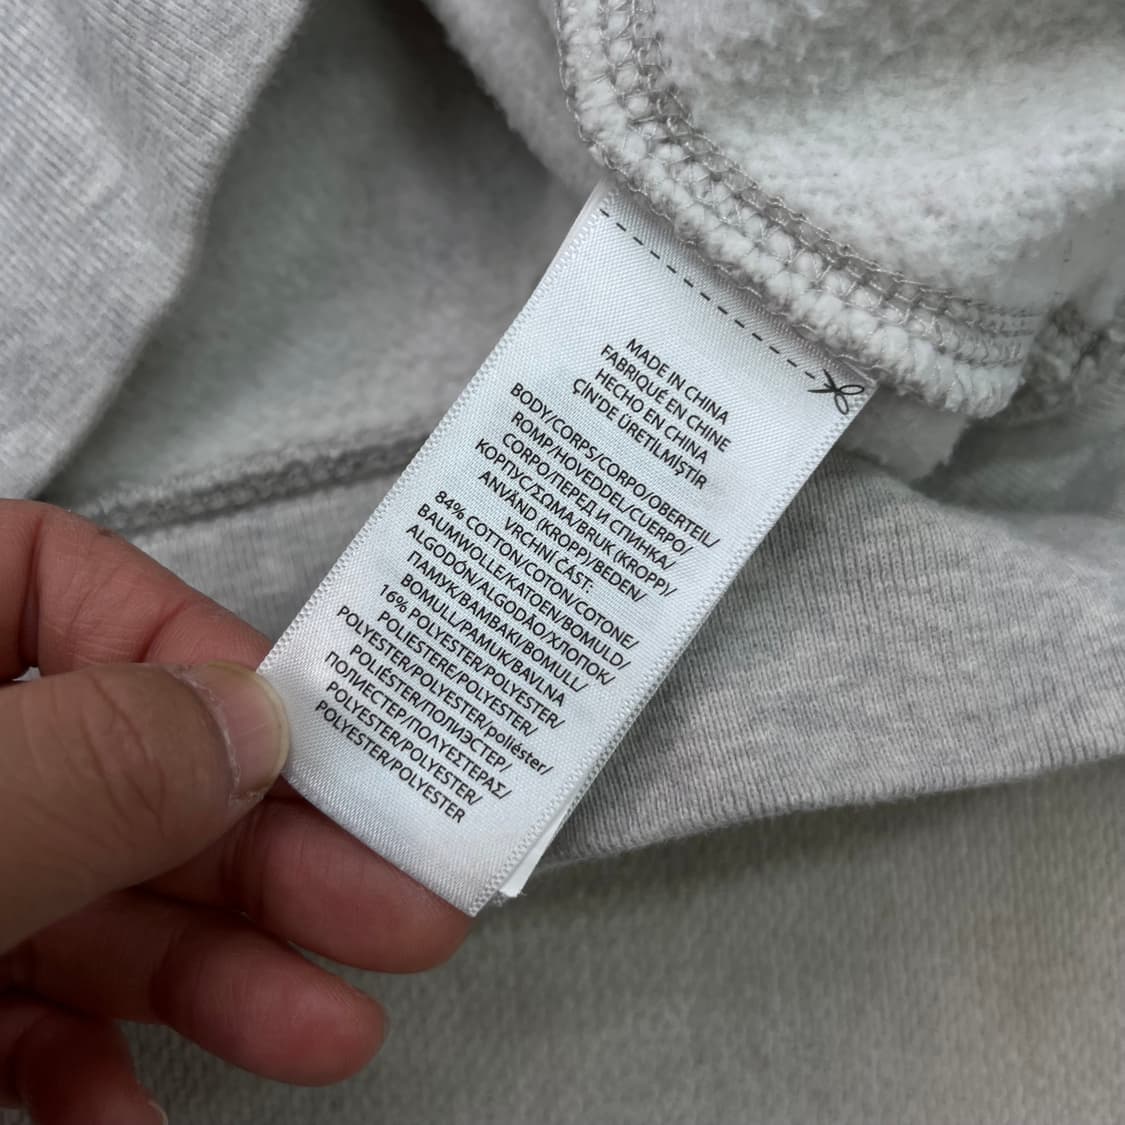 MADE IN CHINA
FABRIQUÉ EN CHINE
HECHO EN CHINA
ÇİN'DE ÜRETİLMİŞTİR
BODY/CORPS/CORPO/OBERTEIL/
ROMP/HOVEDDEL/CUERPO/
CORPO/ПЕРЕД И СПИНКА/
КОРПУС/ΣΩΜΑ/BRUK (KROPP)/
ANVÄND (KROPP)/BEDEN/
VRCHNÍ ČÁST:
84% COTTON/COTON/COTONE/
BAUMWOLLE/KATOEN/BOMULD/
ALGODÓN/ALGODÃO/ХЛОПОК/
ПАМУК/ΒΑΜΒΑΚΙ/BOMULL/
BOMULL/PAMUK/BAVLNA
16% POLYESTER/POLYESTER/
POLIESTERE/POLYESTER/
POLYESTER/POLYESTER/poliéster/
POLIÉSTER/ПОЛИЭСТЕР/
ПОЛИЕСТЕР/ΠΟΛΥΕΣΤΕΡΑΣ/
POLYESTER/POLYESTER/
POLYESTER/POLYESTER